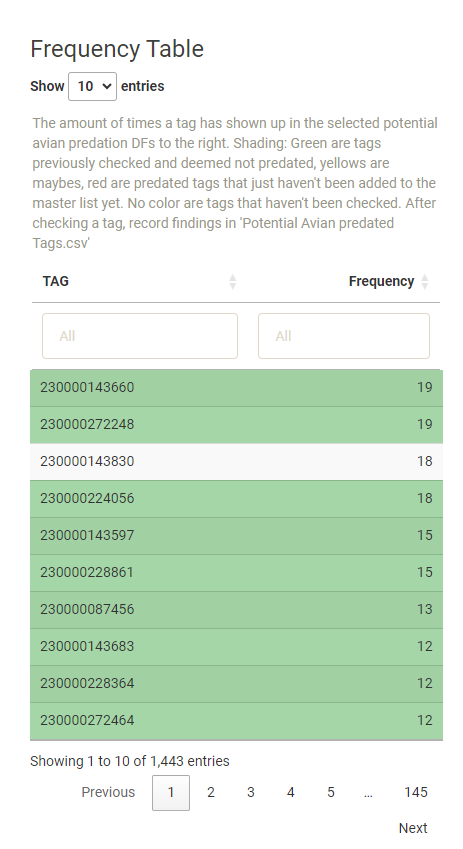 Frequency Table
Show 10 entries
The amount of times a tag has shown up in the selected potential
avian predation DFs to the right. Shading: Green are tags
previously checked and deemed not predated, yellows are
maybes, red are predated tags that just haven't been added to the
master list yet. No color are tags that haven't been checked. After
checking a tag, record findings in 'Potential Avian predated
Tags.csv'
TAG Frequency
All All
230000143660 19
230000272248 19
230000143830 18
230000224056 18
230000143597 15
230000228861 15
230000087456 13
230000143683 12
230000228364 12
230000272464 12
Showing 1 to 10 of 1,443 entries
Previous 1 2 3 4 5 … 145
Next